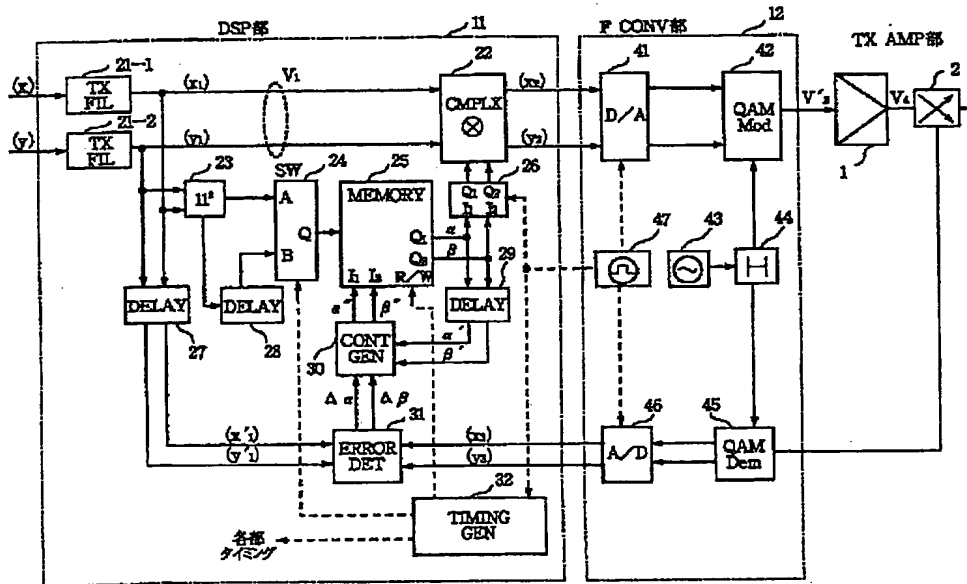 DSP部
11
F CONV部
12
TX AMP部
21-1
22
41
42
2
(x)
TX
FIL
(x₁)
V₁
CMPLX
⊗
(x₂)
D/A
QAM
Mod
V'₃
V₄
21-2
(y)
TX
FIL
(y₁)
(y₂)
1
23
SW
24
25
26
47
43
44
A
B
Q
MEMORY
Q₁
Q₂
I₁
I₂
α
β
Q₁
Q₂
I₁
I₂
R/W
29
DELAY
27
DELAY
28
DELAY
α"
β"
α'
β'
30
CONT
GEN
Δα
Δβ
31
46
45
(x'₁)
(y'₁)
ERROR
DET
(x₃)
(y₃)
A/D
QAM
Dem
32
TIMING
GEN
各部
タイミング